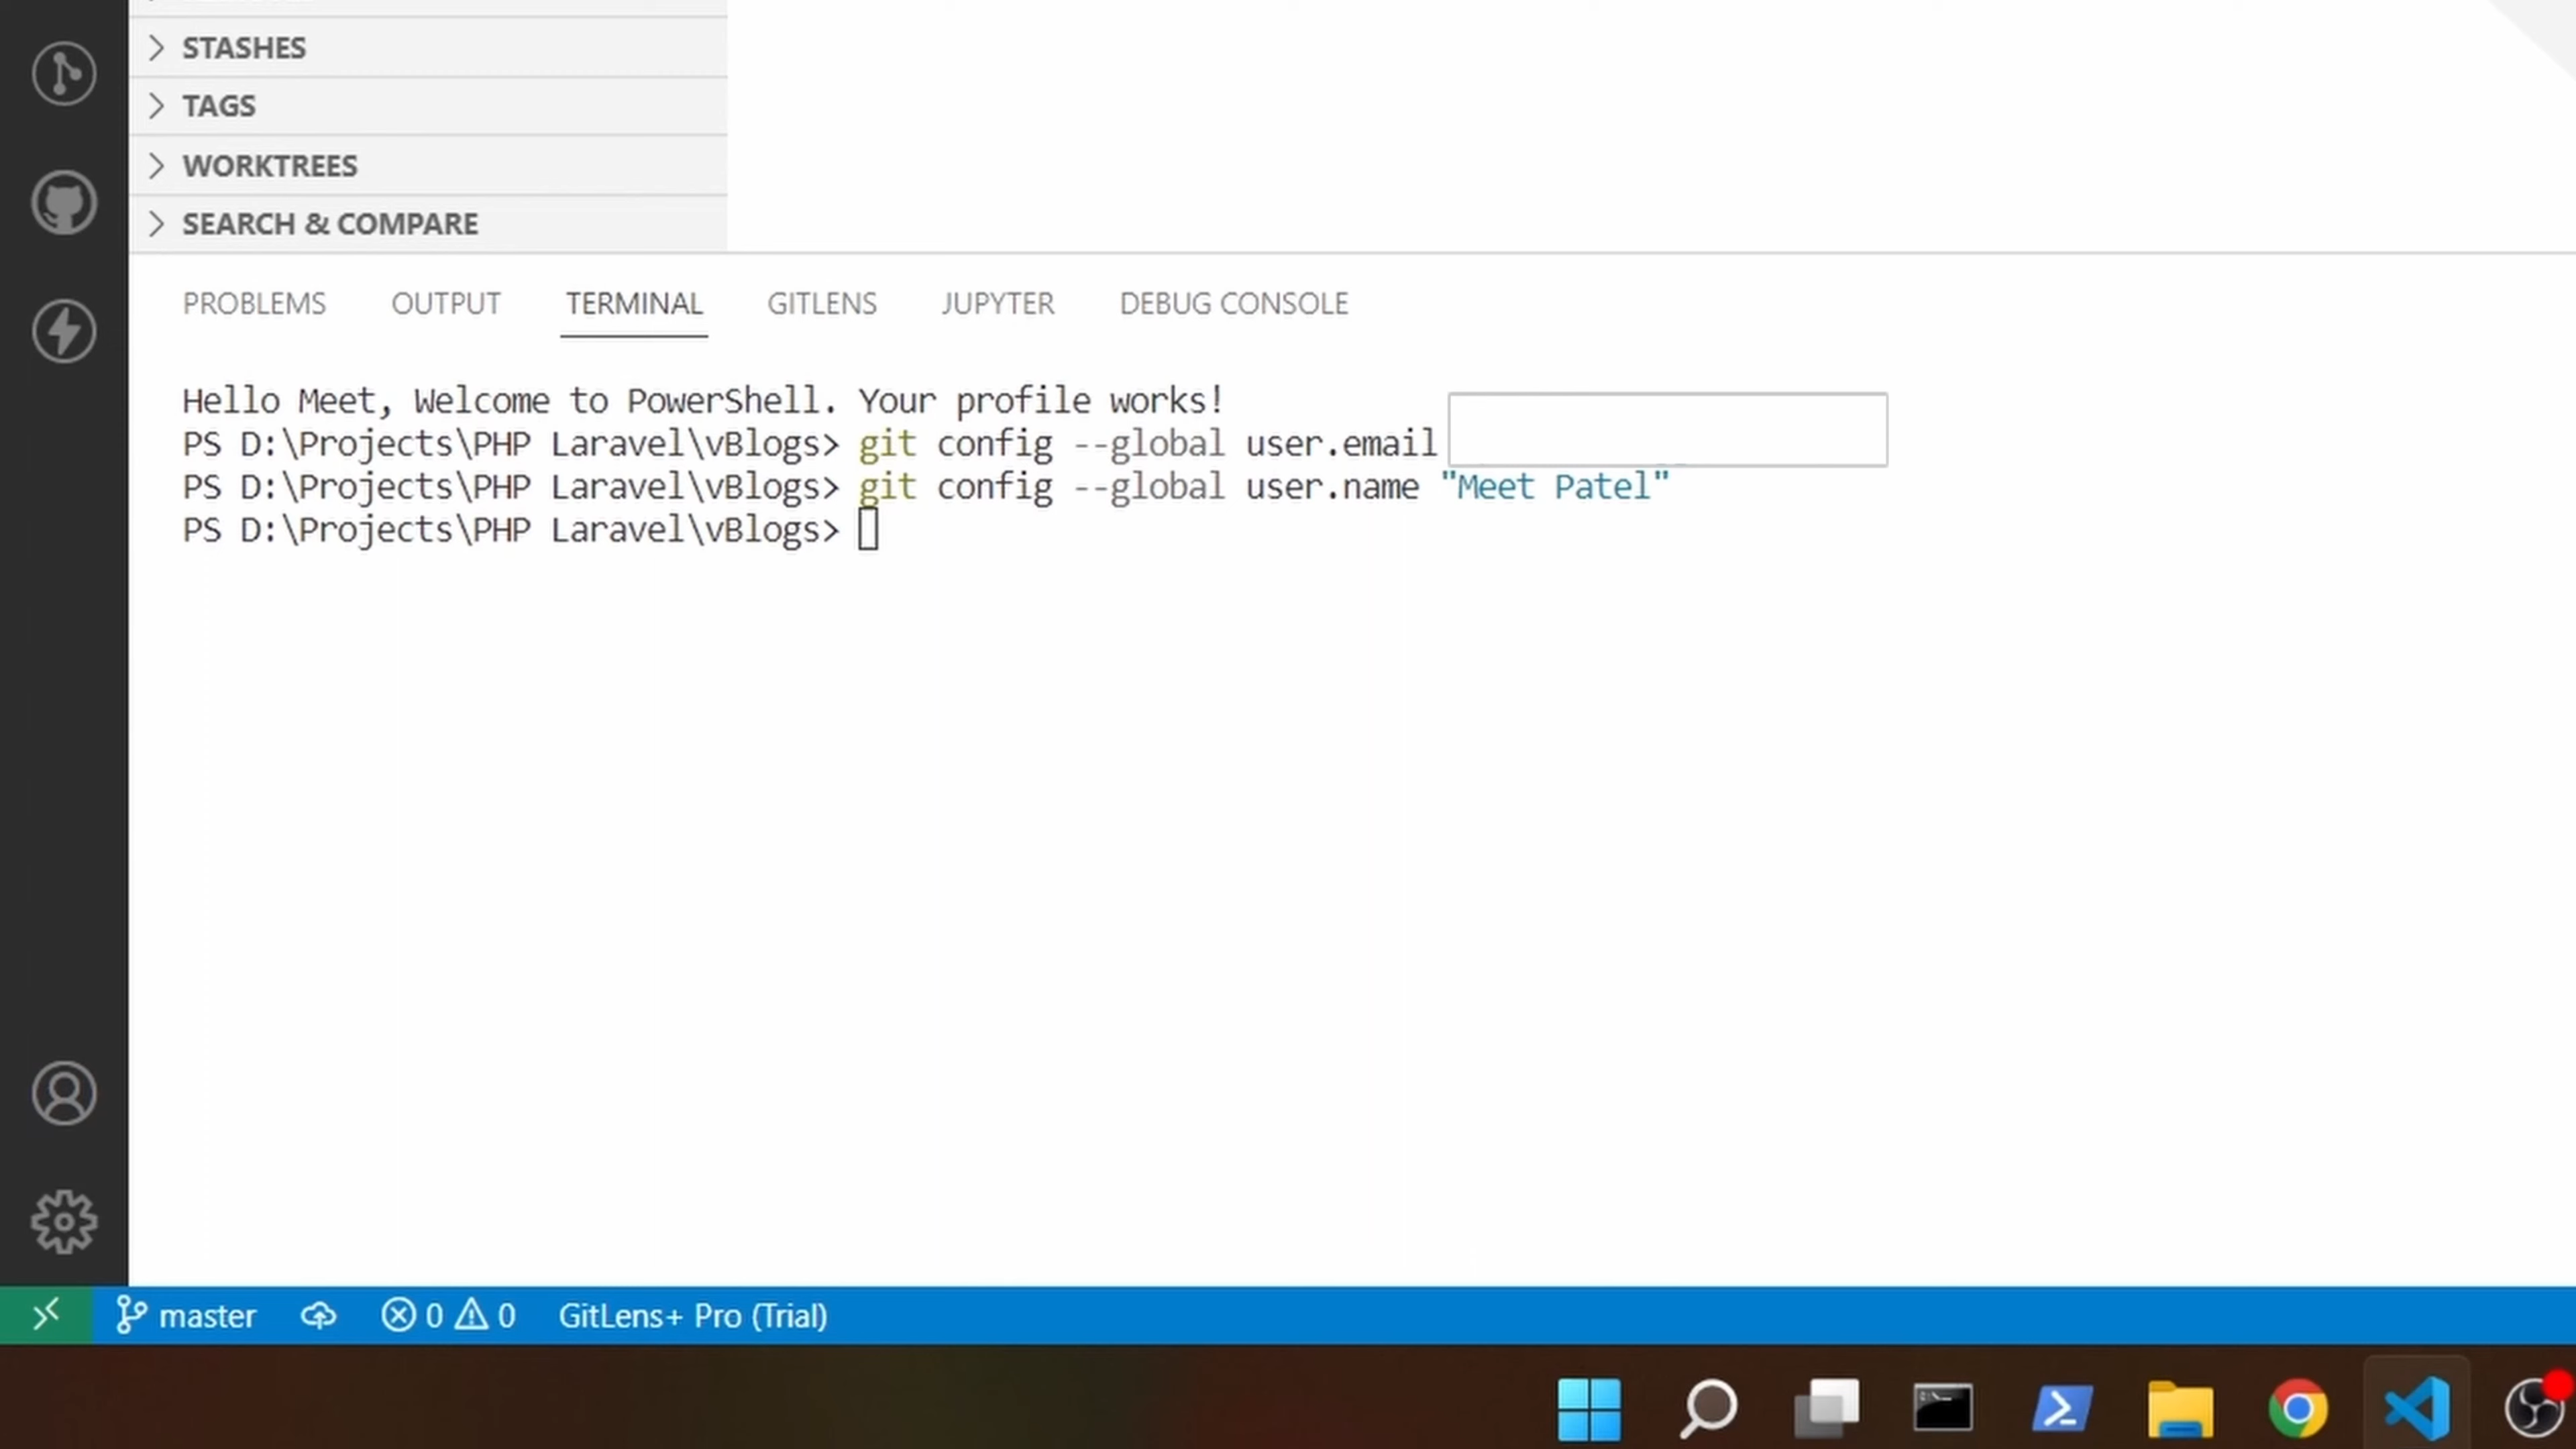 STASHES
TAGS
WORKTREES
SEARCH & COMPARE
PROBLEMS OUTPUT TERMINAL GITLENS JUPYTER DEBUG CONSOLE
Hello Meet, Welcome to PowerShell. Your profile works!
PS D:\Projects\PHP Laravel\vBlogs> git config --global user.email
PS D:\Projects\PHP Laravel\vBlogs> git config --global user.name "Meet Patel"
PS D:\Projects\PHP Laravel\vBlogs>
master 0 0 GitLens+ Pro (Trial)